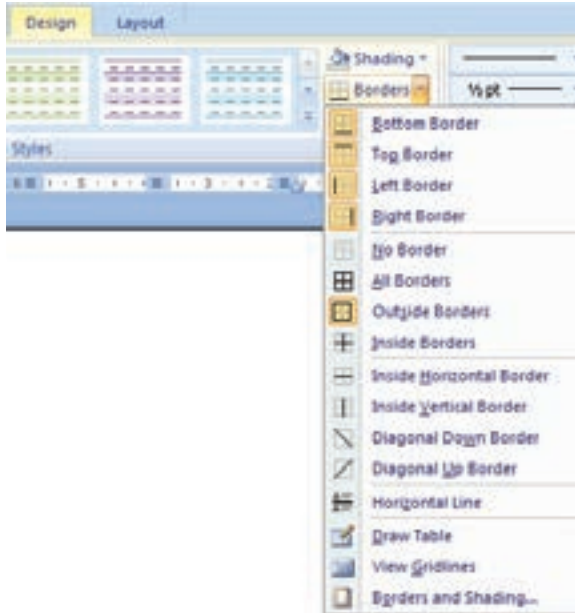 Design Layout
Shading
Borders ½ pt
Styles
Bottom Border
Top Border
Left Border
Right Border
No Border
All Borders
Outside Borders
Inside Borders
Inside Horizontal Border
Inside Vertical Border
Diagonal Down Border
Diagonal Up Border
Horizontal Line
Draw Table
View Gridlines
Borders and Shading...